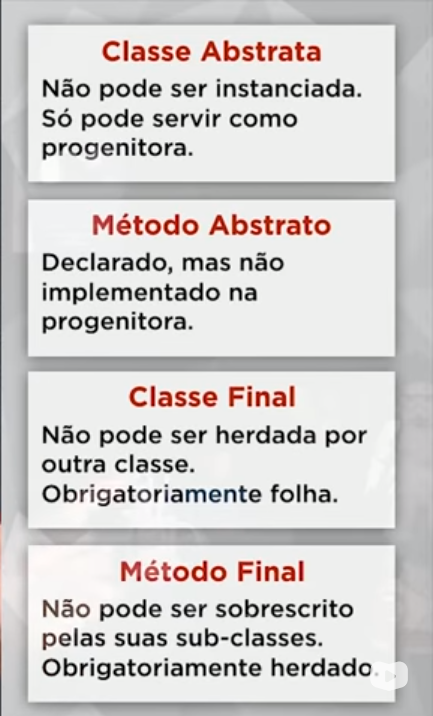 Classe Abstrata
Não pode ser instanciada.
Só pode servir como
progenitora.
Método Abstrato
Declarado, mas não
implementado na
progenitora.
Classe Final
Não pode ser herdada por
outra classe.
Obrigatoriamente folha.
Método Final
Não pode ser sobrescrito
pelas suas sub-classes.
Obrigatoriamente herdado.